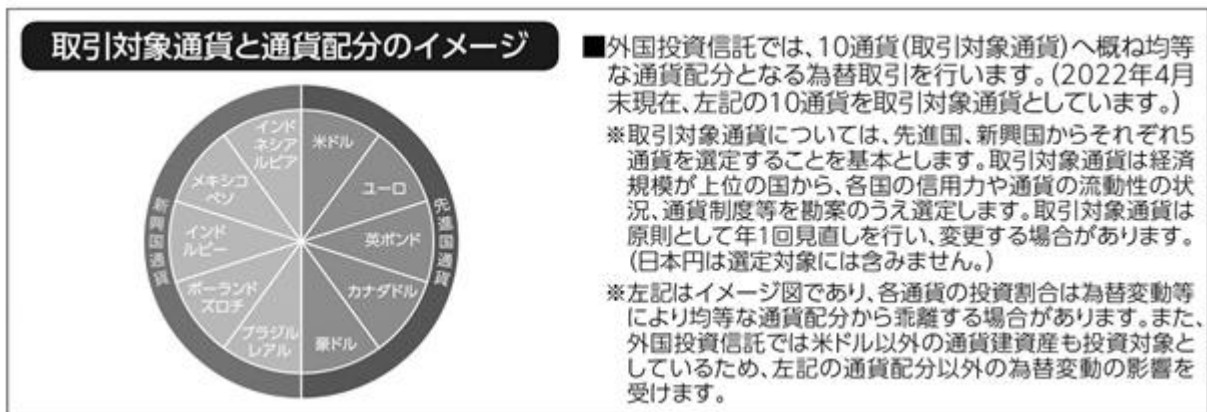 取引対象通貨と通貨配分のイメージ
インド
ネシア
ルピア
米ドル
メキシコ
ペソ
ユーロ
新興国通貨
先進国通貨
インド
ルピー
英ポンド
ポーランド
ズロチ
カナダドル
ブラジル
レアル
豪ドル
■外国投資信託では、10通貨(取引対象通貨)へ概ね均等
な通貨配分となる為替取引を行います。(2022年4月
末現在、左記の10通貨を取引対象通貨としています。)
※取引対象通貨については、先進国、新興国からそれぞれ5
通貨を選定することを基本とします。取引対象通貨は経済
規模が上位の国から、各国の信用力や通貨の流動性の状
況、通貨制度等を勘案のうえ選定します。取引対象通貨は
原則として年1回見直しを行い、変更する場合があります。
(日本円は選定対象には含みません。)
※左記はイメージ図であり、各通貨の投資割合は為替変動等
により均等な通貨配分から乖離する場合があります。また、
外国投資信託では米ドル以外の通貨建資産も投資対象と
しているため、左記の通貨配分以外の為替変動の影響を
受けます。